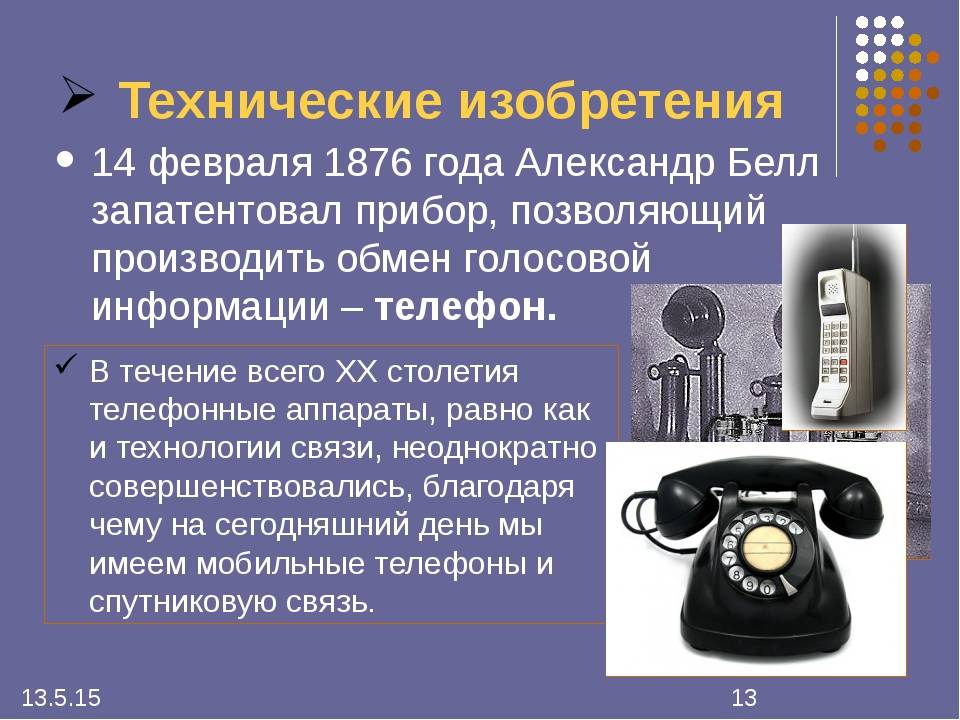 Технические изобретения
14 февраля 1876 года Александр Белл
запатентовал прибор, позволяющий
производить обмен голосовой
информации – телефон.
В течение всего XX столетия
телефонные аппараты, равно как
и технологии связи, неоднократно
совершенствовались, благодаря
чему на сегодняшний день мы
имеем мобильные телефоны и
спутниковую связь.
13.5.15
13